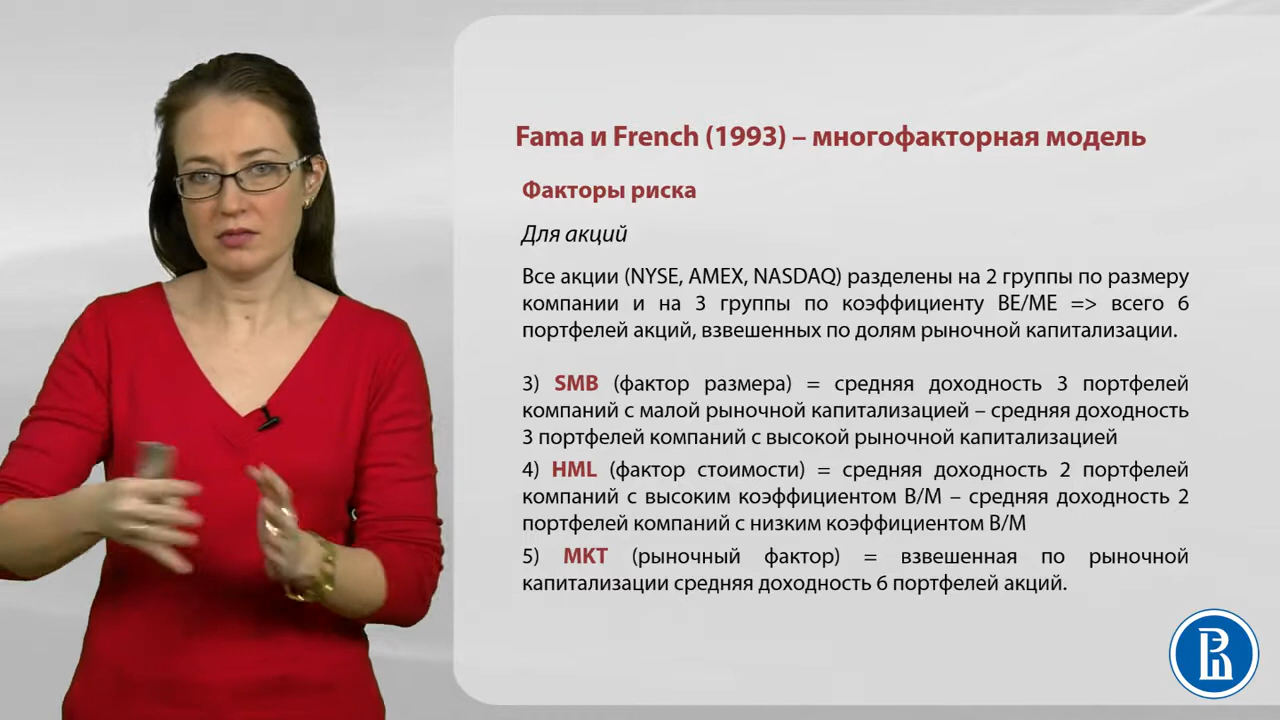 Fama и French (1993) – многофакторная модель
Факторы риска
Для акций
Все акции (NYSE, AMEX, NASDAQ) разделены на 2 группы по размеру
компании и на 3 группы по коэффициенту BE/ME => всего 6
портфелей акций, взвешенных по долям рыночной капитализации.
3) SMB (фактор размера) = средняя доходность 3 портфелей
компаний с малой рыночной капитализацией – средняя доходность
3 портфелей компаний с высокой рыночной капитализацией
4) HML (фактор стоимости) = средняя доходность 2 портфелей
компаний с высоким коэффициентом B/M – средняя доходность 2
портфелей компаний с низким коэффициентом B/M
5) MKT (рыночный фактор) = взвешенная по рыночной
капитализации средняя доходность 6 портфелей акций.